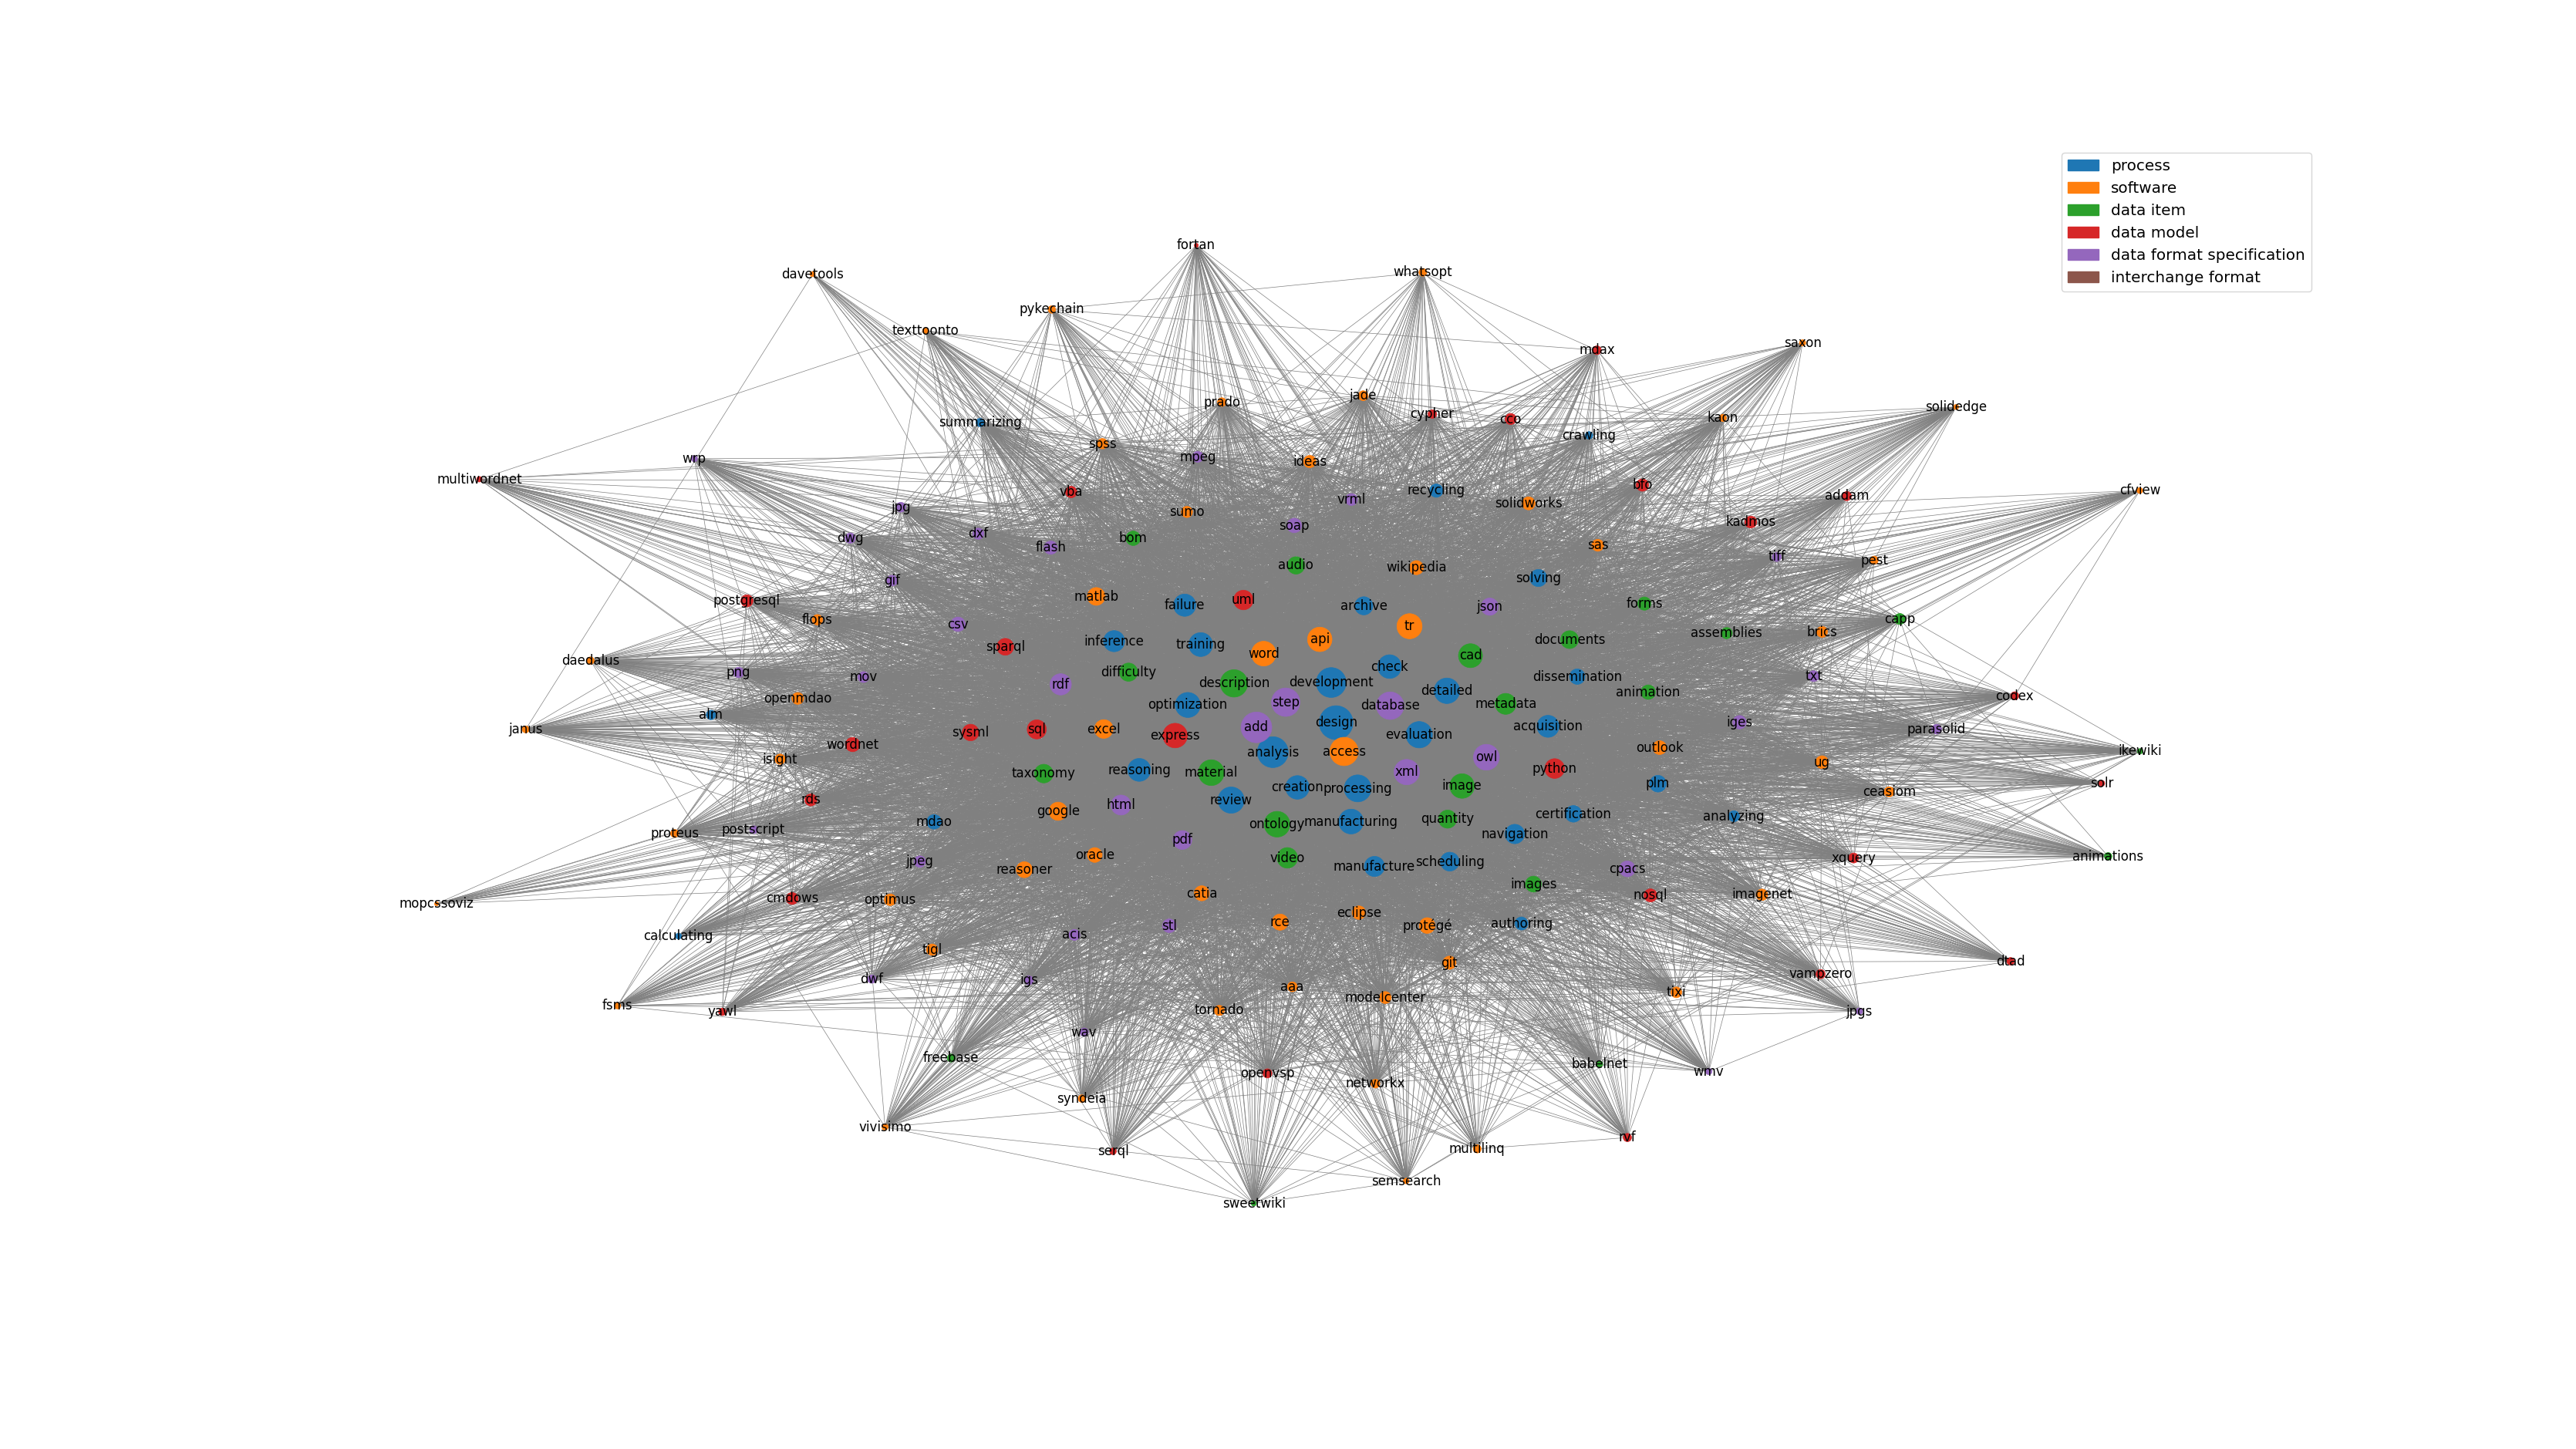 process
software
data item
data model
data format specification
interchange format
fortan
whatsopt
davetools
pykechain
texttoonto
saxon
mdax
jade
prado
solidedge
cypher
kaon
cco
summarizing
crawling
spss
mpeg
wrp
ideas
multiwordnet
bfo
recycling
cfview
vba
addam
vrml
solidworks
jpg
sumo
kadmos
soap
dxf
dwg
bom
sas
flash
tiff
pest
audio
wikipedia
solving
gif
matlab
postgresql
uml
forms
failure
archive
json
flops
capp
csv
tr
brics
assemblies
api
documents
inference
training
sparql
word
cad
daedalus
check
png
difficulty
mov
dissemination
txt
development
description
rdf
detailed
animation
codex
openmdao
step
metadata
optimization
database
alm
design
iges
add
acquisition
janus
sql
excel
parasolid
sysml
evaluation
express
wordnet
outlook
ikewiki
analysis
access
owl
isight
ug
python
xml
material
reasoning
taxonomy
solr
plm
image
creation
processing
ceasiom
rds
review
html
google
certification
analyzing
quantity
mdao
manufacturing
ontology
postscript
proteus
navigation
pdf
oracle
animations
video
xquery
jpeg
scheduling
manufacture
cpacs
reasoner
images
catia
imagenet
nosql
cmdows
optimus
mopcssoviz
eclipse
rce
authoring
stl
protégé
acis
calculating
tigl
dtad
git
vampzero
dwf
igs
aaa
tixi
modelcenter
fsms
tornado
yawl
jpgs
wav
freebase
babelnet
wmv
openvsp
networkx
syndeia
vivisimo
rvf
multilinq
serql
semsearch
sweetwiki